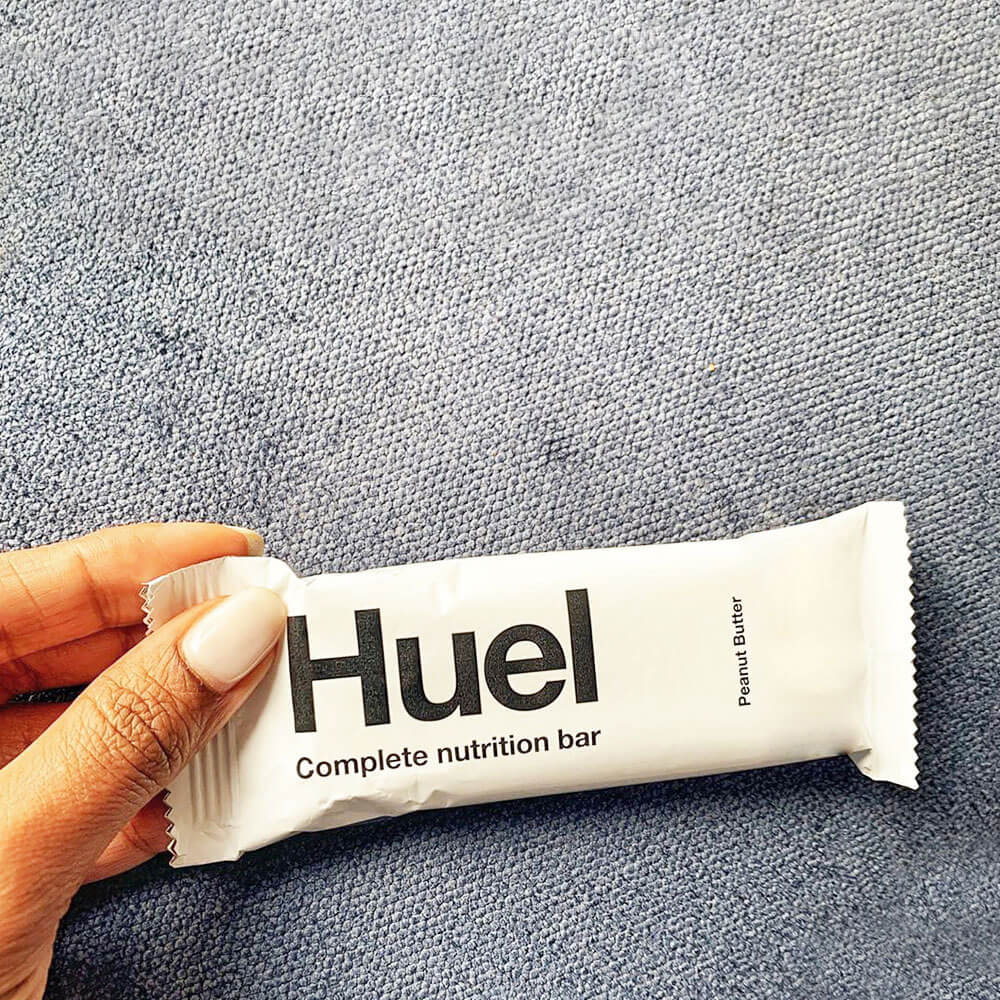 Huel
Complete nutrition bar
Peanut Butter